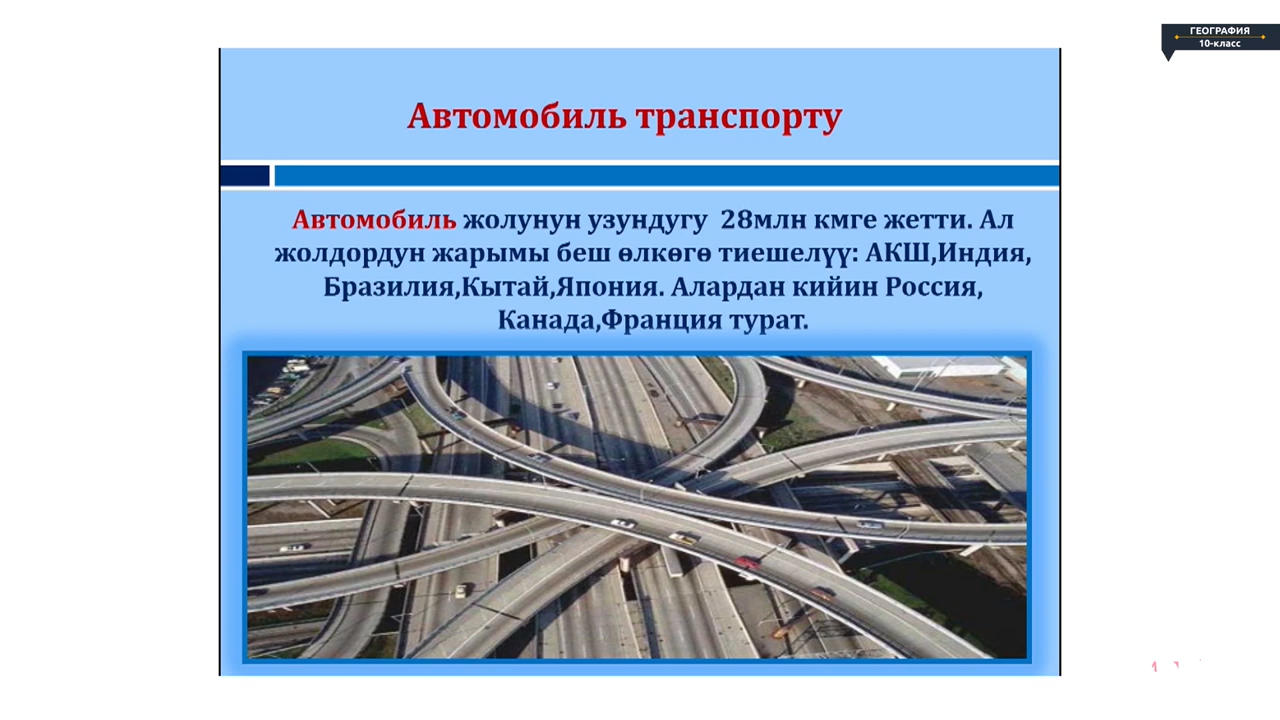 ГЕОГРАФИЯ
10-класс
Автомобиль транспорту
Автомобиль жолунун узундугу 28млн кмге жетти. Ал
жолдордун жарымы беш өлкөгө тиешелүү: АКШ,Индия,
Бразилия,Кытай,Япония. Алардан кийин Россия,
Канада,Франция турат.